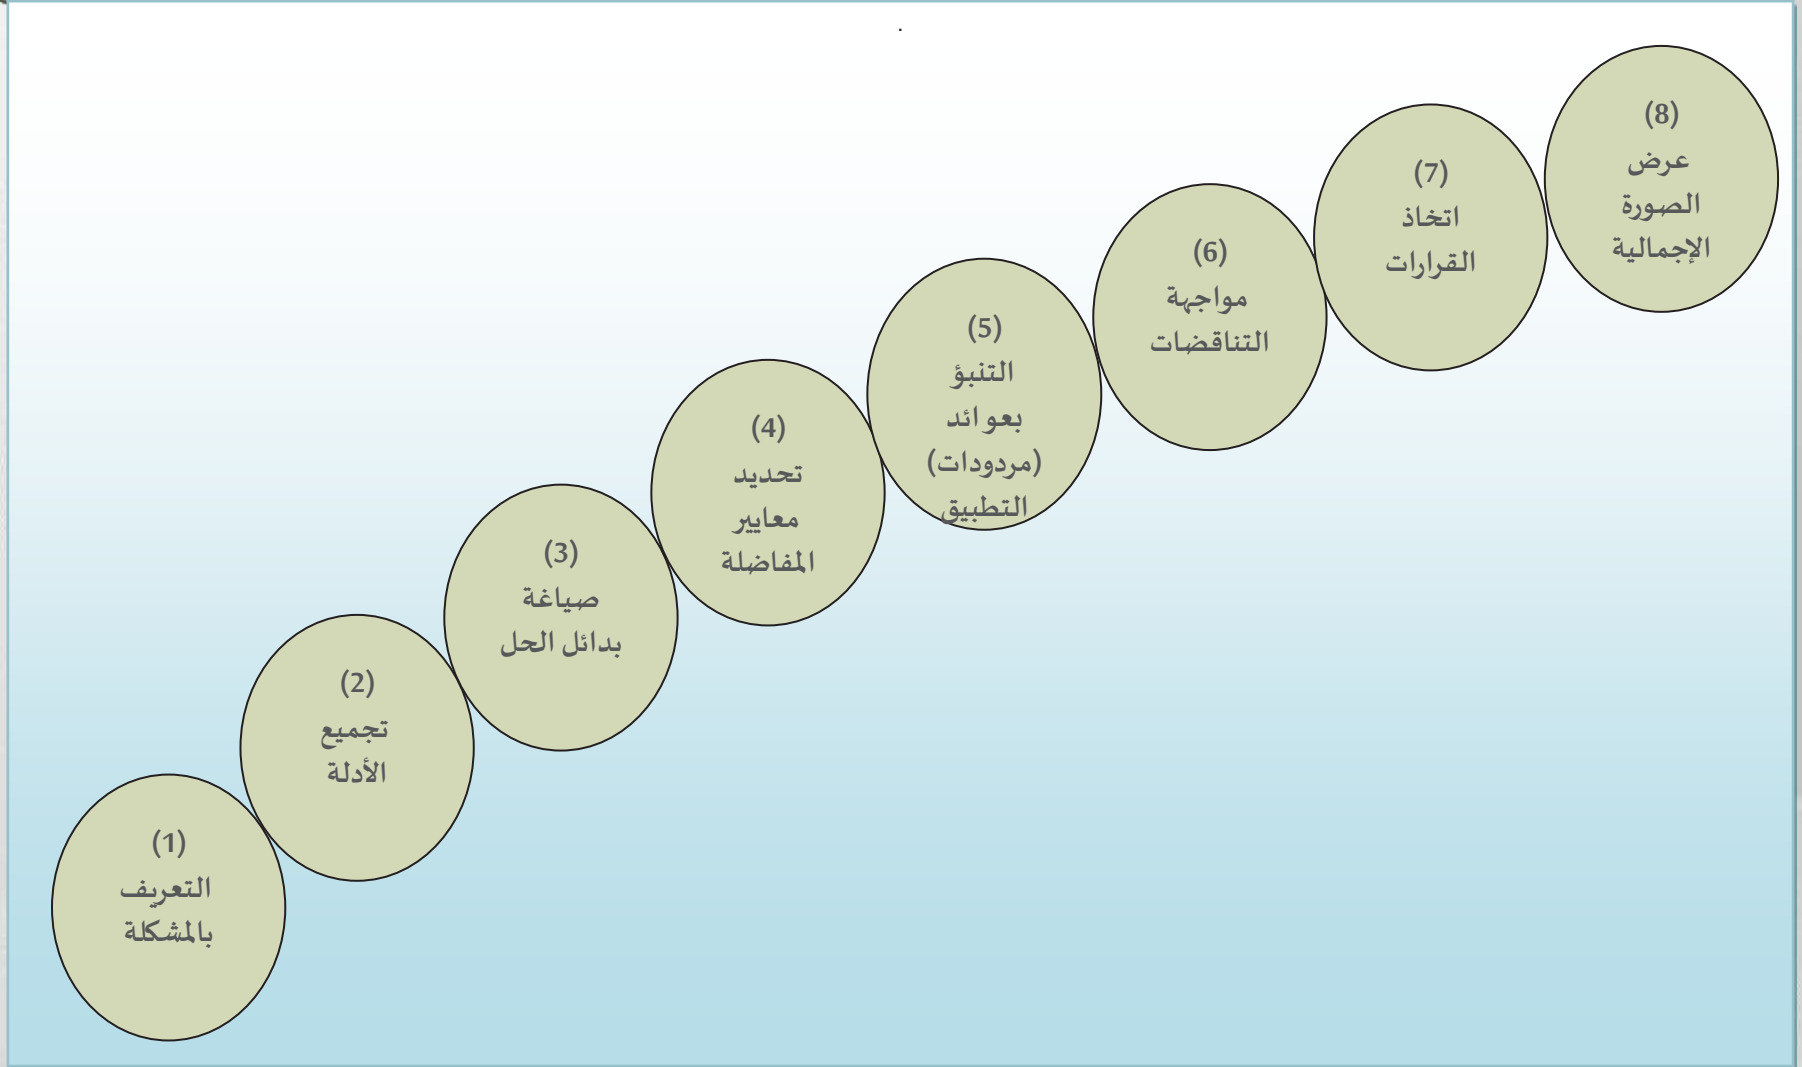 .
(1)
التعريف
بالمشكلة
(2)
تجميع
الأدلة
(3)
صياغة
بدائل الحل
(4)
تحديد
معايير
المفاضلة
(5)
التنبؤ
بعوائد
(مردودات)
التطبيق
(6)
مواجهة
التناقضات
(7)
اتخاذ
القرارات
(8)
عرض
الصورة
الإجمالية